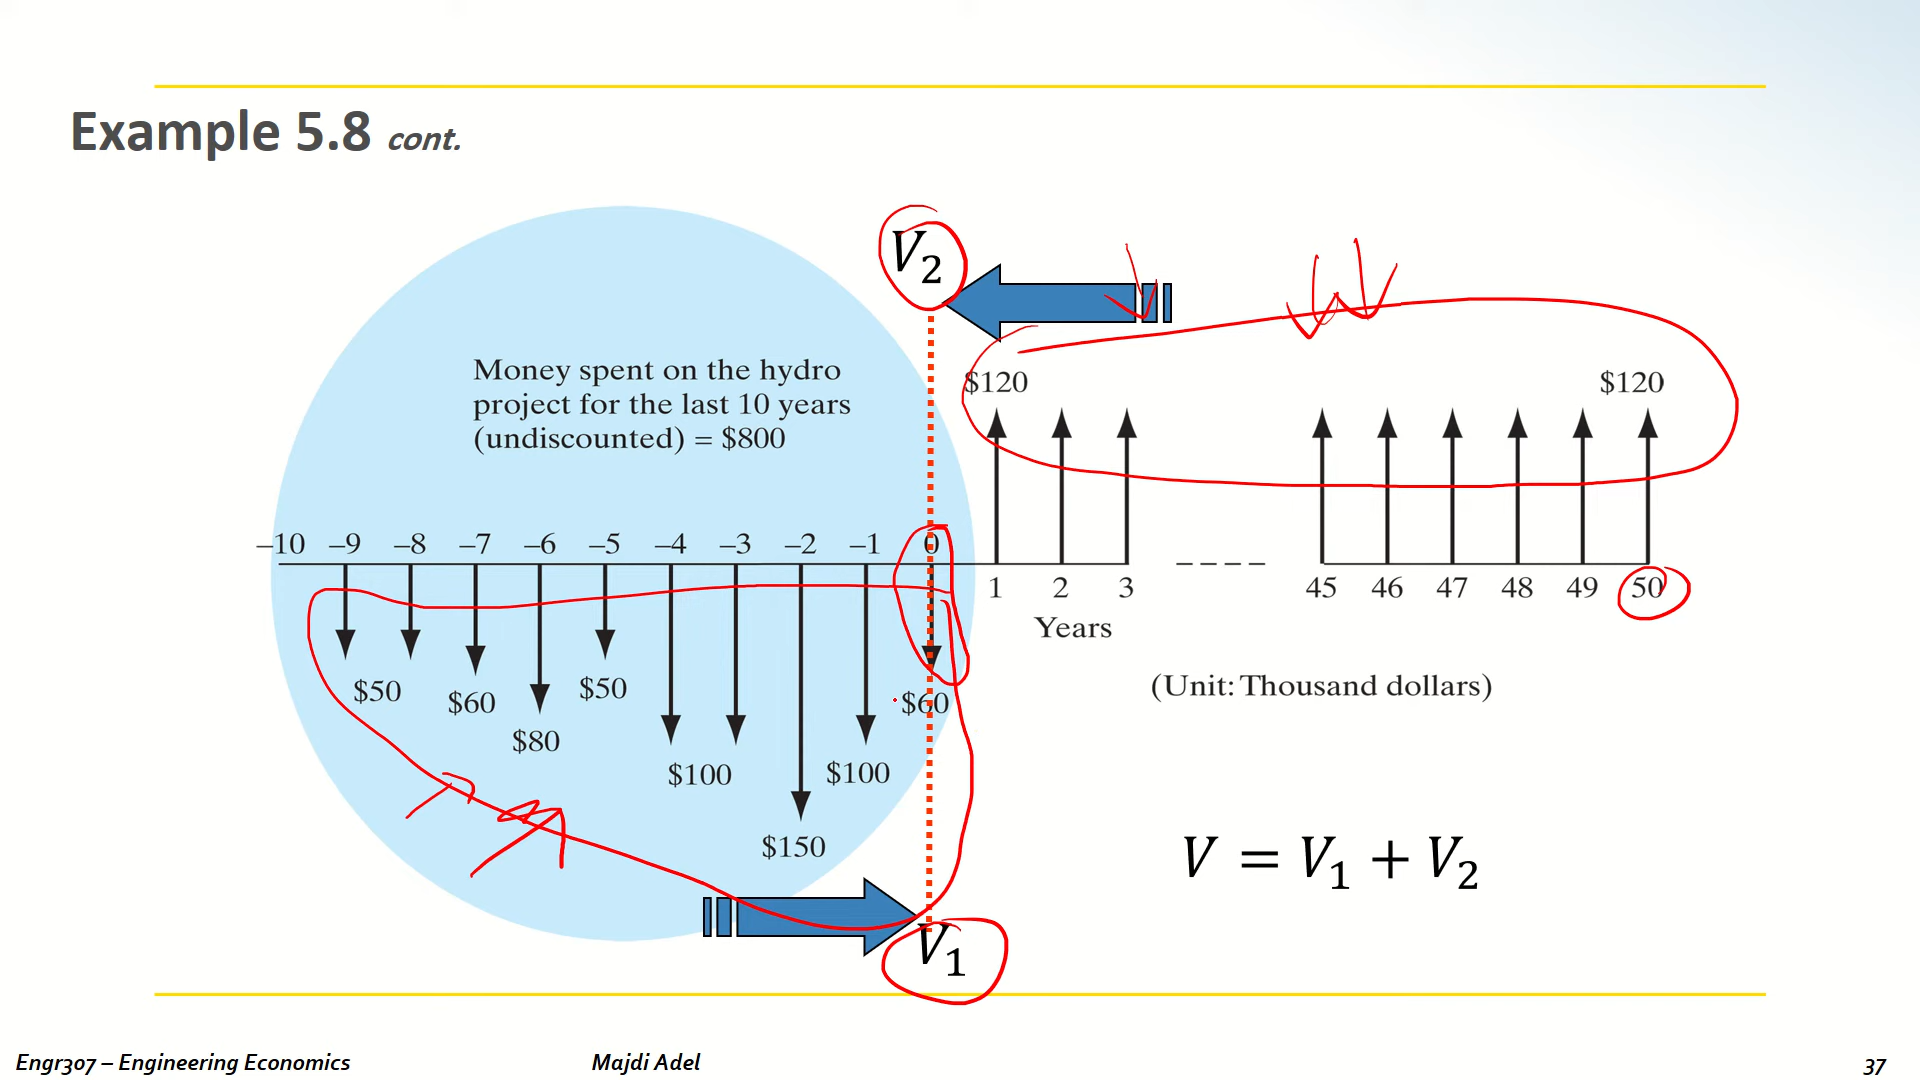 Example 5.8 cont.
V₂
Money spent on the hydro
project for the last 10 years
(undiscounted) = $800
$120 $120
–10 –9 –8 –7 –6 –5 –4 –3 –2 –1 0
1 2 3 45 46 47 48 49 50
Years
(Unit: Thousand dollars)
$50 $60 $80 $50 $100 $150 $100 $60
V = V₁ + V₂
V₁
Engr307 – Engineering Economics Majdi Adel 37